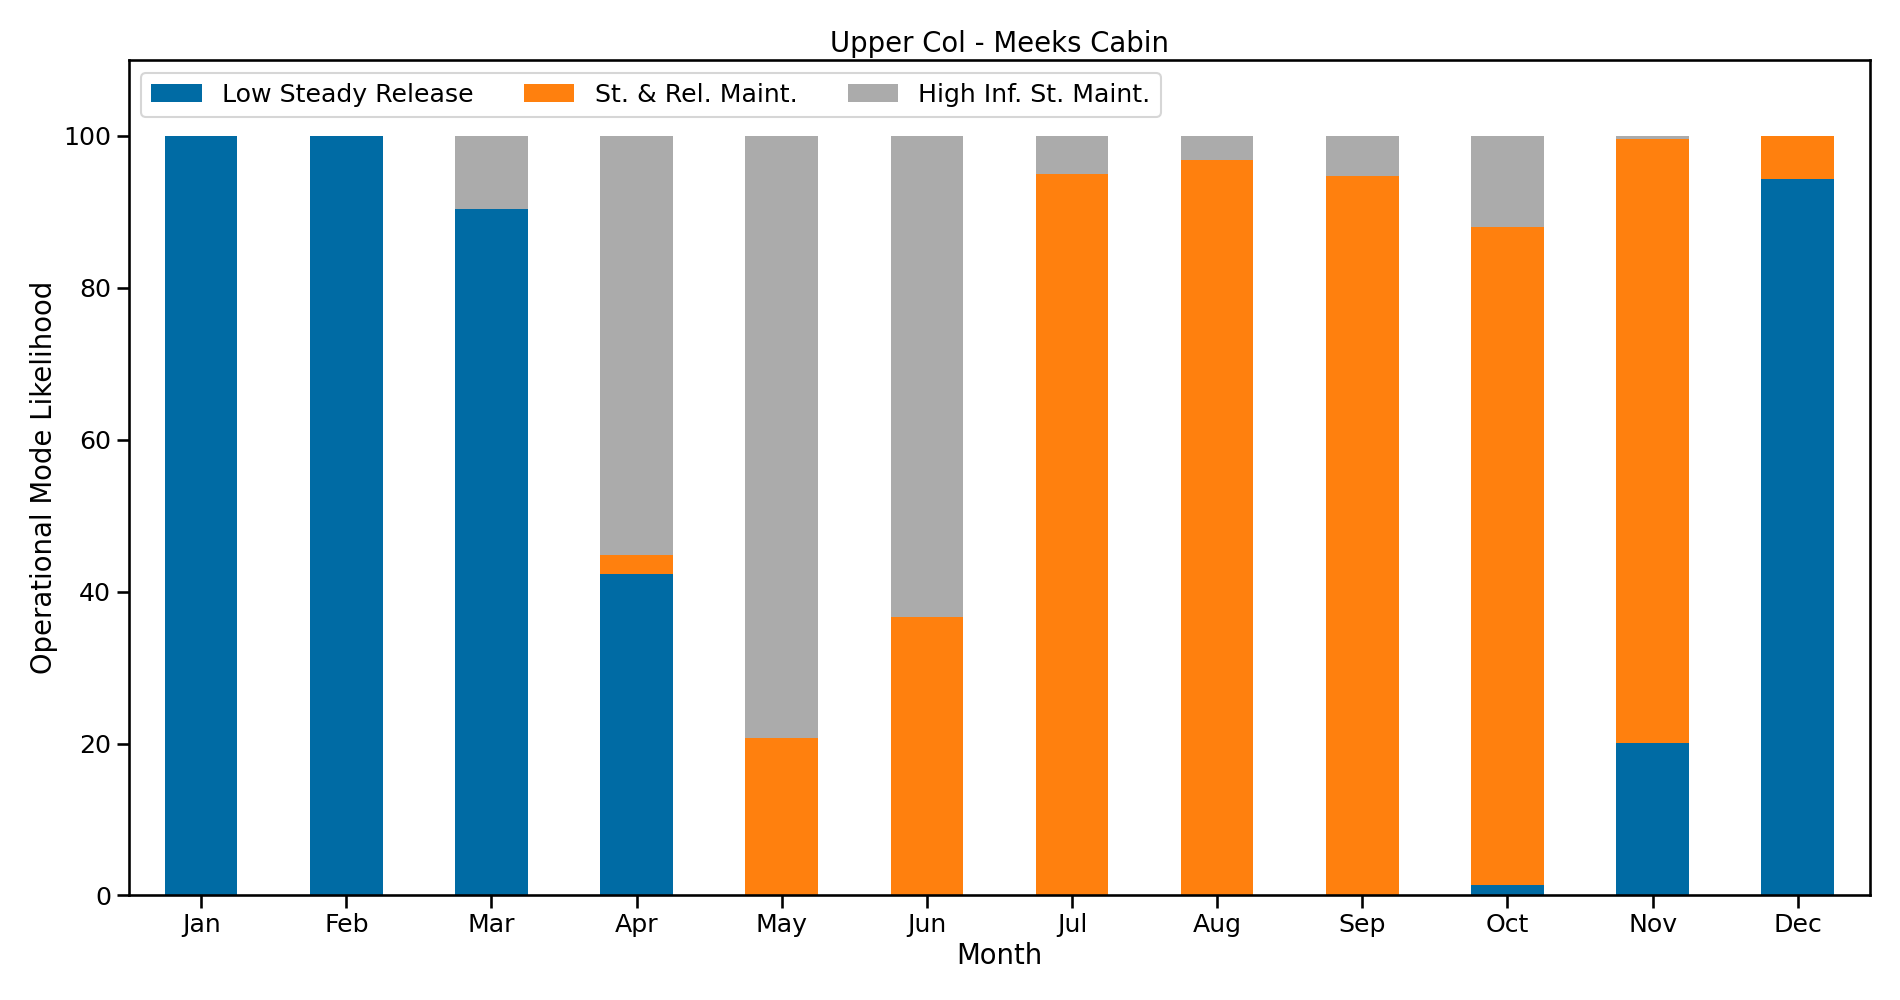 Upper Col - Meeks Cabin
Low Steady Release St. & Rel. Maint. High Inf. St. Maint.
Operational Mode Likelihood
100
80
60
40
20
0
Jan Feb Mar Apr May Jun Jul Aug Sep Oct Nov Dec
Month